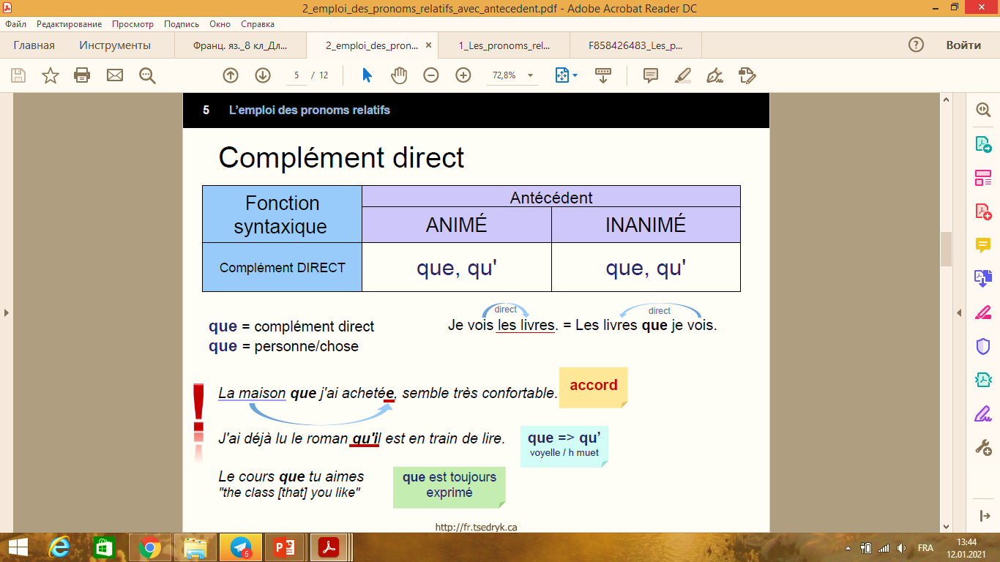 2_emploi_des_pronoms_relatifs_avec_antecedent.pdf - Adobe Acrobat Reader DC
Файл Редактирование Просмотр Подпись Окно Справка
Главная Инструменты Франц. яз._8 кл_Дл... 2_emploi_des_pron... × 1_Les_pronoms_rel... F858426483_Les_p... ? Войти
5 / 12 72,8%
5 L'emploi des pronoms relatifs
Complément direct
Fonction syntaxique
Antécédent
ANIMÉ INANIMÉ
Complément DIRECT que, qu' que, qu'
direct direct
que = complément direct
que = personne/chose
Je vois les livres. = Les livres que je vois.
! La maison que j'ai achetée, semble très confortable.
accord
J'ai déjà lu le roman qu'il est en train de lire.
que => qu’
voyelle / h muet
Le cours que tu aimes
"the class [that] you like"
que est toujours
exprimé
http://fr.tsedryk.ca
6
FRA
13:44
12.01.2021